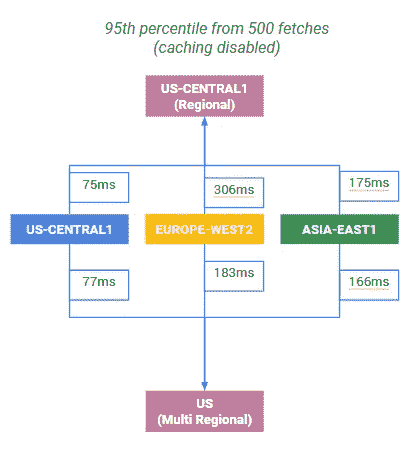 95th percentile from 500 fetches
(caching disabled)
US-CENTRAL1
(Regional)
75ms
306ms
175ms
US-CENTRAL1
EUROPE-WEST2
ASIA-EAST1
77ms
183ms
166ms
US
(Multi Regional)